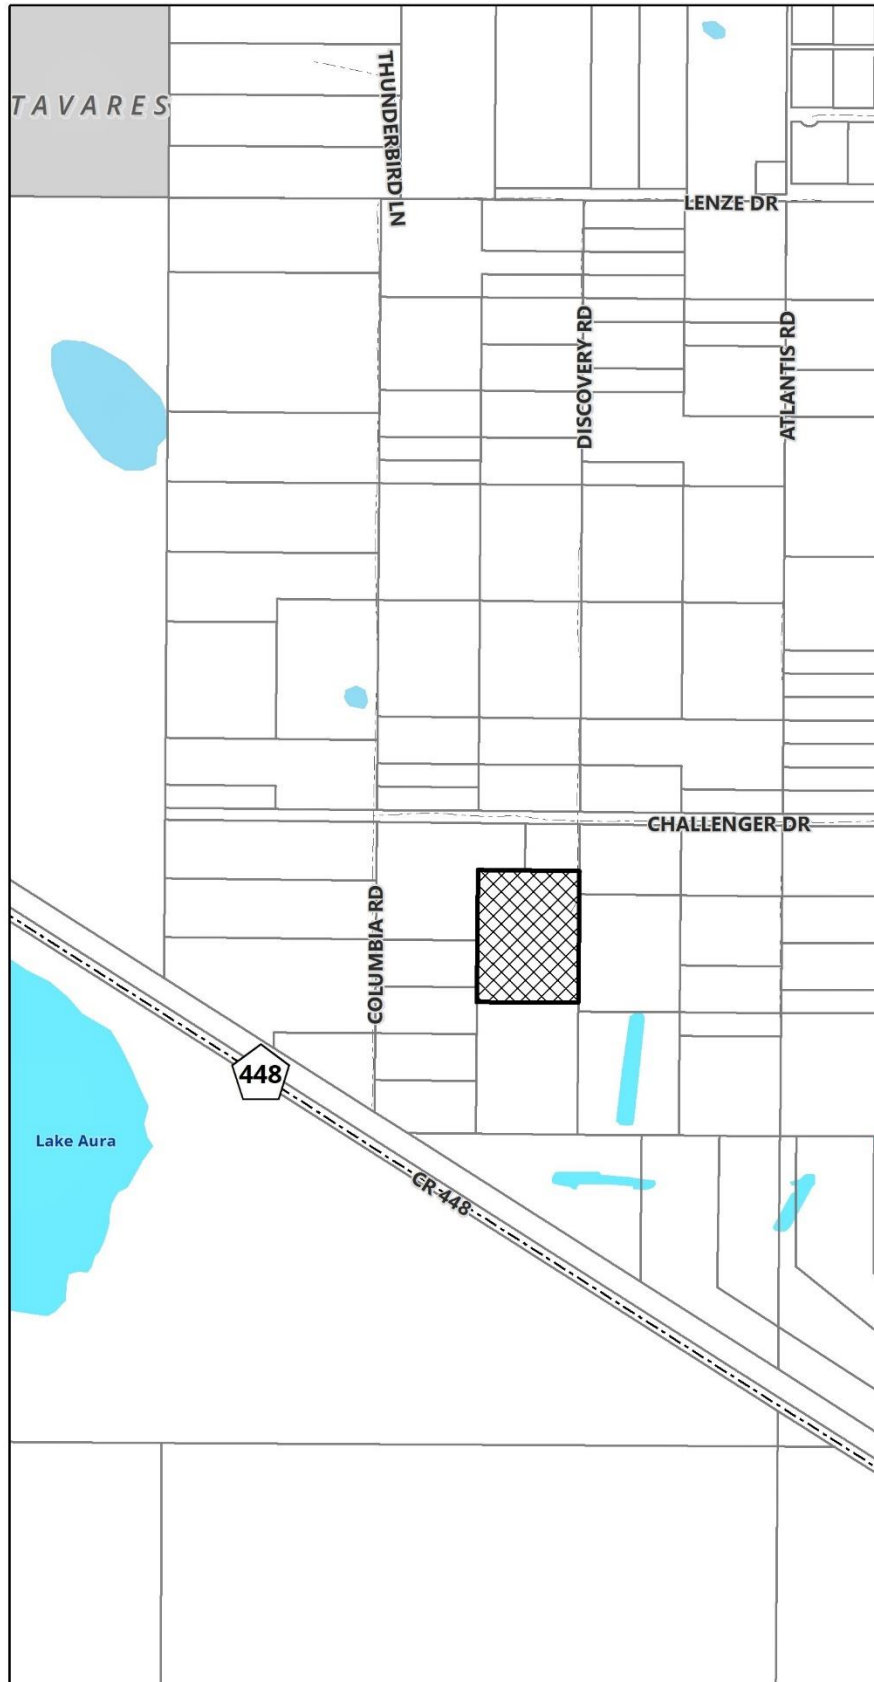 TAVARES
THUNDERBIRD LN
LENZE DR
DISCOVERY RD
ATLANTIS RD
CHALLENGER DR
COLUMBIA RD
448
Lake Aura
CR 448